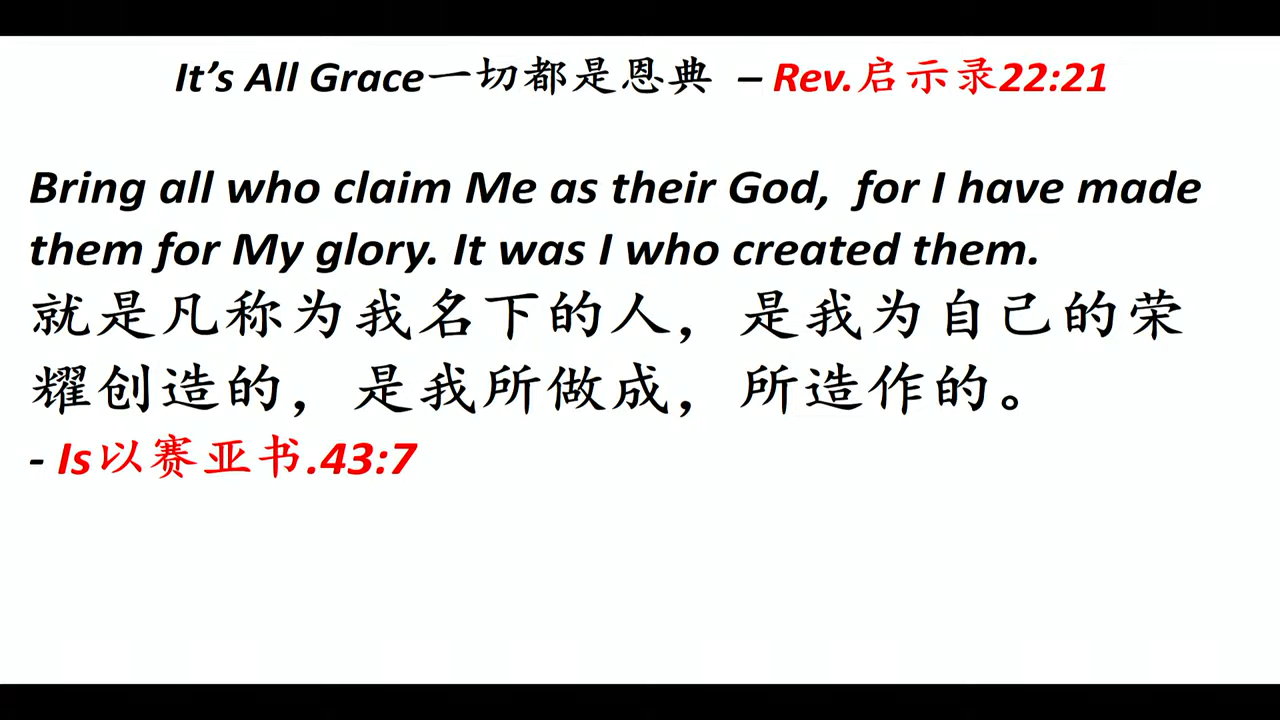 It’s All Grace一切都是恩典 – Rev.启示录22:21
Bring all who claim Me as their God, for I have made
them for My glory. It was I who created them.
就是凡称为我名下的人，是我为自己的荣
耀创造的，是我所做成，所造作的。
- Is以赛亚书.43:7